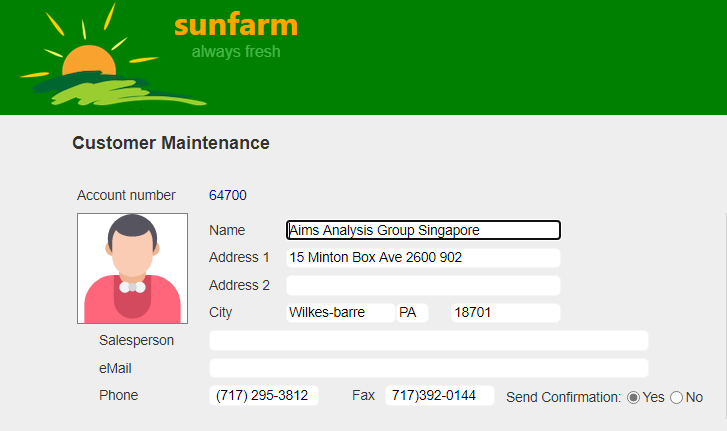 sunfarm
always fresh
Customer Maintenance
Account number 64700
Name Aims Analysis Group Singapore
Address 1 15 Minton Box Ave 2600 902
Address 2
City Wilkes-barre PA 18701
Salesperson
eMail
Phone (717) 295-3812 Fax 717)392-0144 Send Confirmation: Yes No